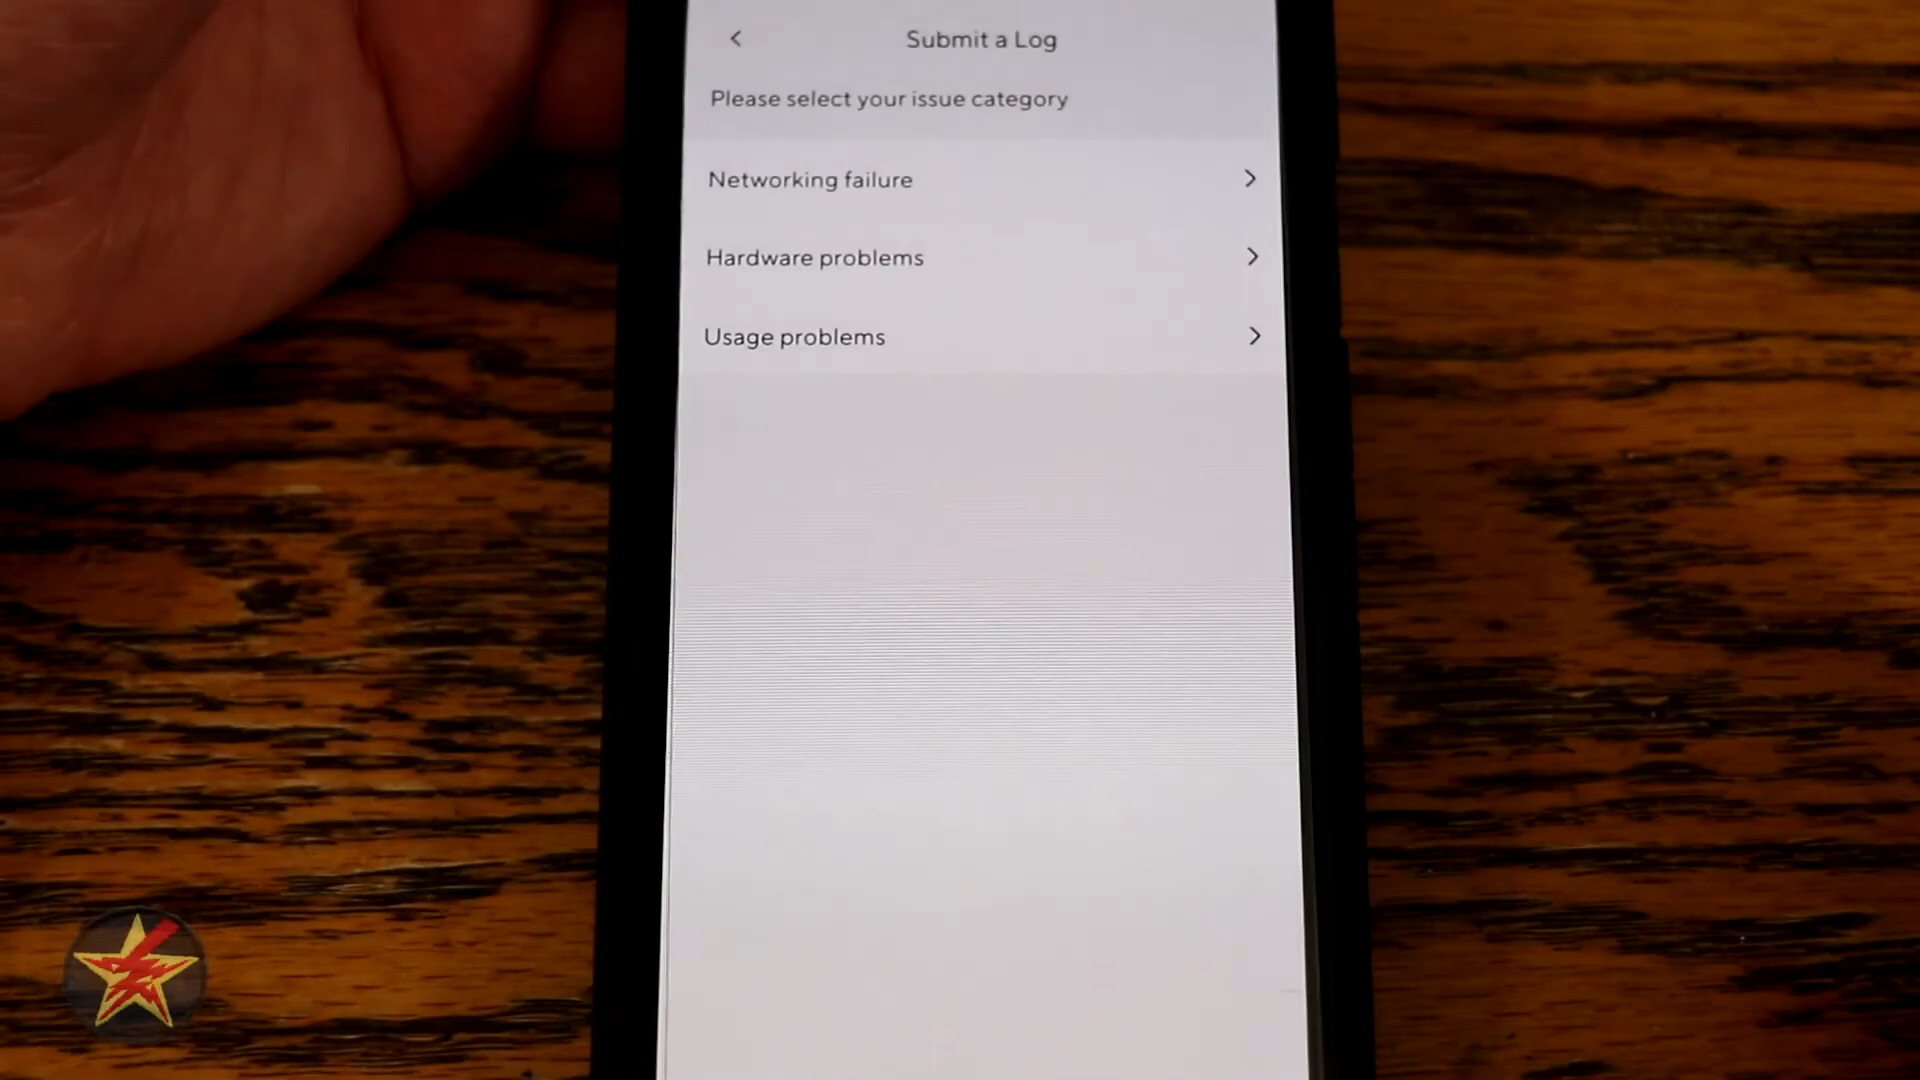 Submit a Log
Please select your issue category
Networking failure
Hardware problems
Usage problems